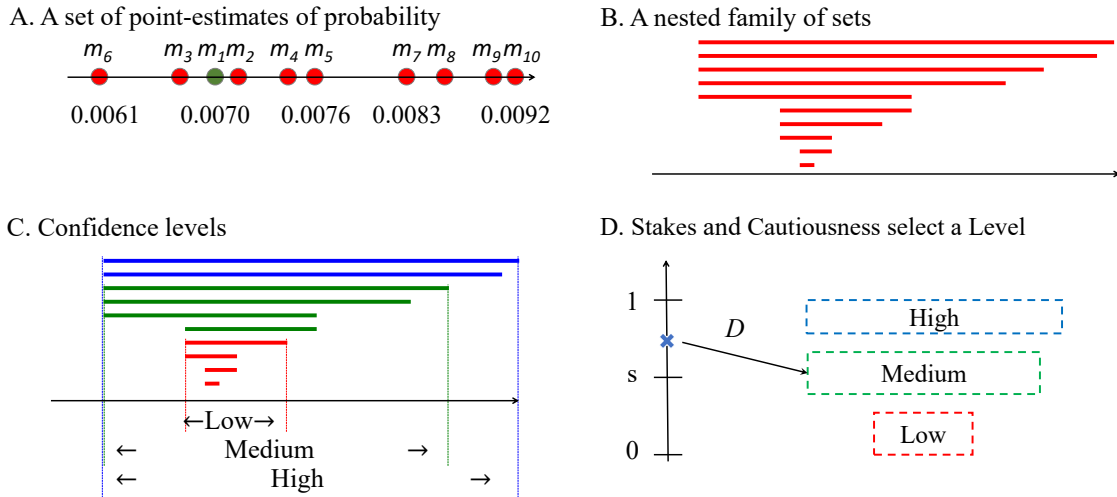 A. A set of point-estimates of probability
m6 m3 m1 m2 m4 m5 m7 m8 m9 m10
0.0061 0.0070 0.0076 0.0083 0.0092
B. A nested family of sets
C. Confidence levels
←Low→
← Medium →
← High →
D. Stakes and Cautiousness select a Level
1
High
D
s
Medium
Low
0